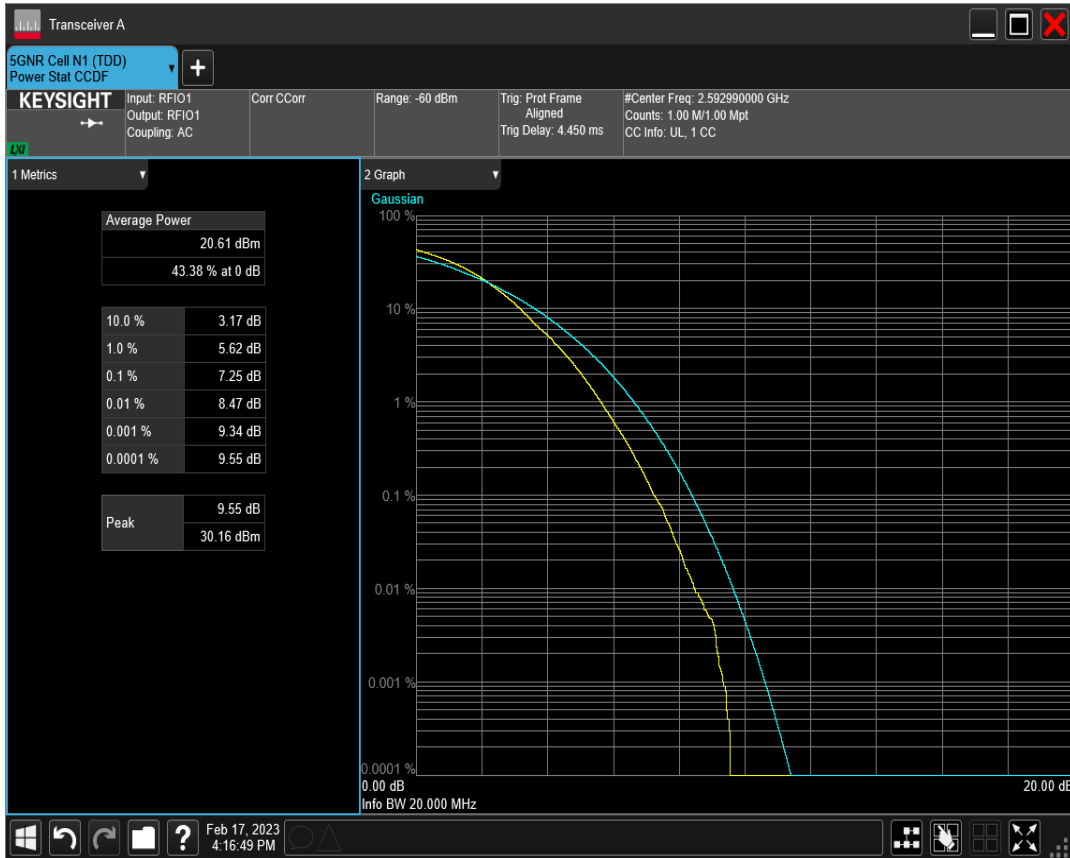 Transceiver A
5GNR Cell N1 (TDD)
Power Stat CCDF
+
KEYSIGHT
LXI
Input: RFIO1
Output: RFIO1
Coupling: AC
Corr CCorr
Range: -60 dBm
Trig: Prot Frame
Aligned
Trig Delay: 4.450 ms
#Center Freq: 2.592990000 GHz
Counts: 1.00 M/1.00 Mpt
CC Info: UL, 1 CC
1 Metrics
Average Power
20.61 dBm
43.38 % at 0 dB
10.0 % 3.17 dB
1.0 % 5.62 dB
0.1 % 7.25 dB
0.01 % 8.47 dB
0.001 % 9.34 dB
0.0001 % 9.55 dB
Peak
9.55 dB
30.16 dBm
2 Graph
Gaussian
100 %
10 %
1 %
0.1 %
0.01 %
0.001 %
0.0001 %
0.00 dB 20.00 dB
Info BW 20.000 MHz
?
Feb 17, 2023
4:16:49 PM